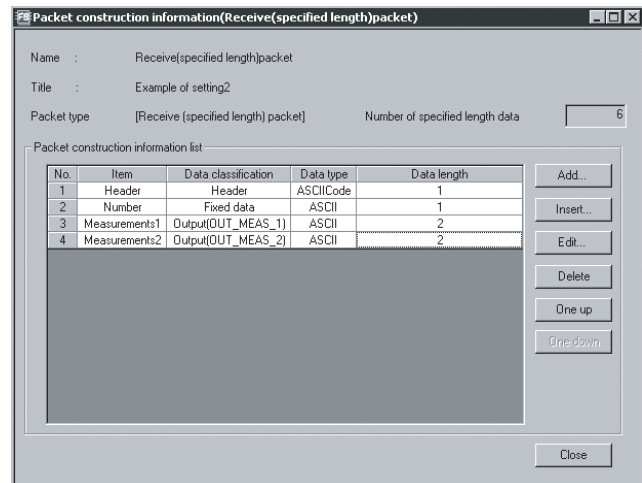 FB Packet construction information(Receive(specified length)packet)
Name : Receive(specified length)packet
Title : Example of setting2
Packet type [Receive (specified length) packet] Number of specified length data 6
Packet construction information list
No. Item Data classification Data type Data length
1 Header Header ASCIICode 1
2 Number Fixed data ASCII 1
3 Measurements1 Output(OUT_MEAS_1) ASCII 2
4 Measurements2 Output(OUT_MEAS_2) ASCII 2
Add...
Insert...
Edit...
Delete
One up
One down
Close